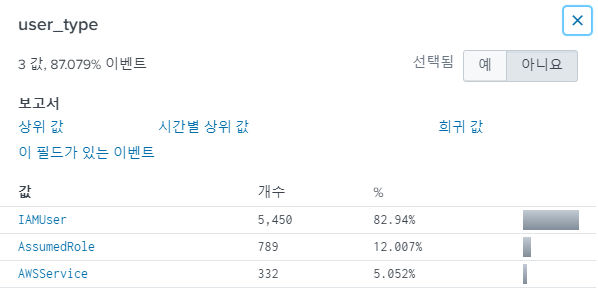 user_type
3 값, 87.079% 이벤트 선택됨 예 아니요
보고서
상위 값 시간별 상위 값 희귀 값
이 필드가 있는 이벤트
값 개수 %
IAMUser 5,450 82.94%
AssumedRole 789 12.007%
AWSService 332 5.052%